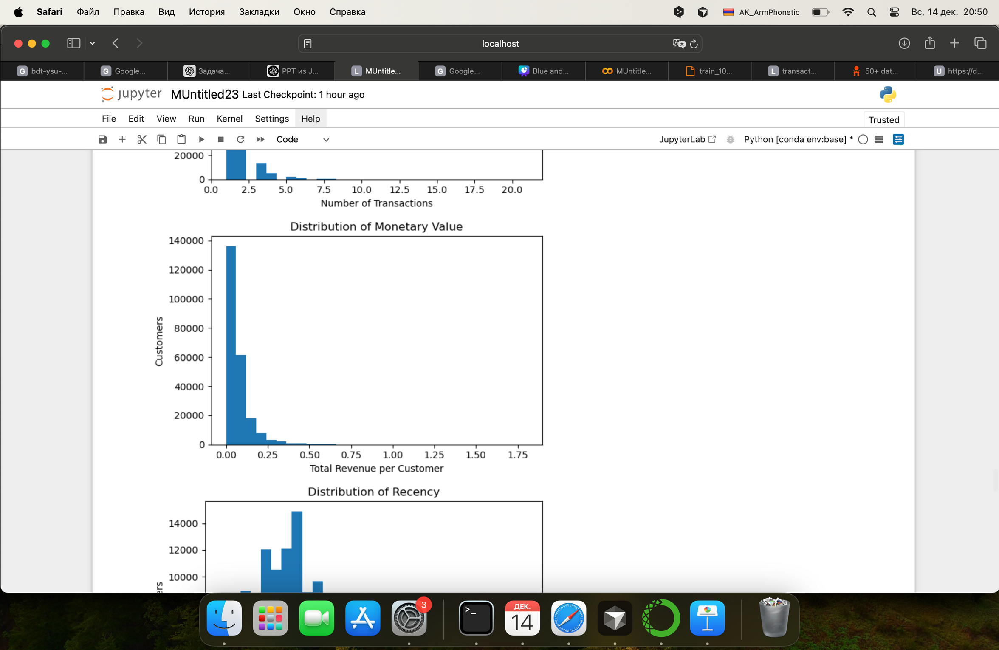 Safari Файл Правка Вид История Закладки Окно Справка AK_ArmPhonetic Вс, 14 дек. 20:50
localhost
G bdt-ysu-... G Google... Задача... PPT из J... L MUntitle... G Google... Blue and... MUntitle... train_10... L transact... 50+ dat... U https://d...
jupyter MUntitled23 Last Checkpoint: 1 hour ago
File Edit View Run Kernel Settings Help Trusted
Code JupyterLab Python [conda env:base] *
20000
0
0.0 2.5 5.0 7.5 10.0 12.5 15.0 17.5 20.0
Number of Transactions
Distribution of Monetary Value
140000
120000
100000
80000
60000
40000
20000
0
Customers
0.00 0.25 0.50 0.75 1.00 1.25 1.50 1.75
Total Revenue per Customer
Distribution of Recency
14000
12000
10000
ers
3
ДЕК.
14